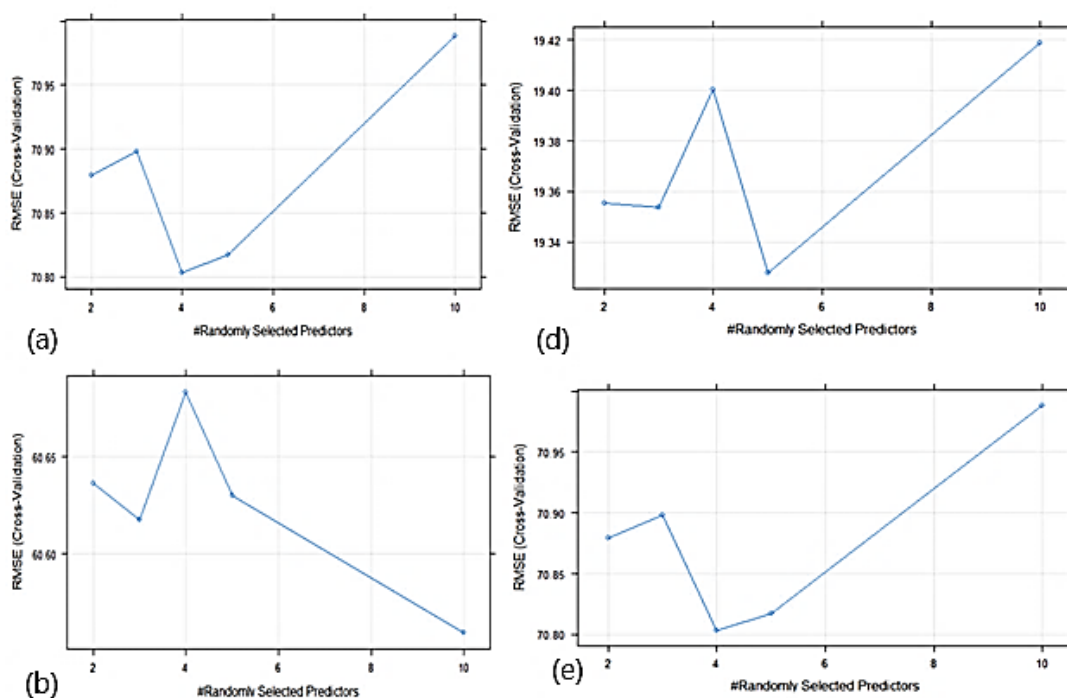 RMSE (Cross-Validation)
70.95
70.90
70.85
70.80
2 4 6 8 10
#Randomly Selected Predictors
(a)
RMSE (Cross-Validation)
19.42
19.40
19.38
19.36
19.34
2 4 6 8 10
#Randomly Selected Predictors
(d)
RMSE (Cross-Validation)
60.65
60.60
2 4 6 8 10
#Randomly Selected Predictors
(b)
RMSE (Cross-Validation)
70.95
70.90
70.85
70.80
2 4 6 8 10
#Randomly Selected Predictors
(e)